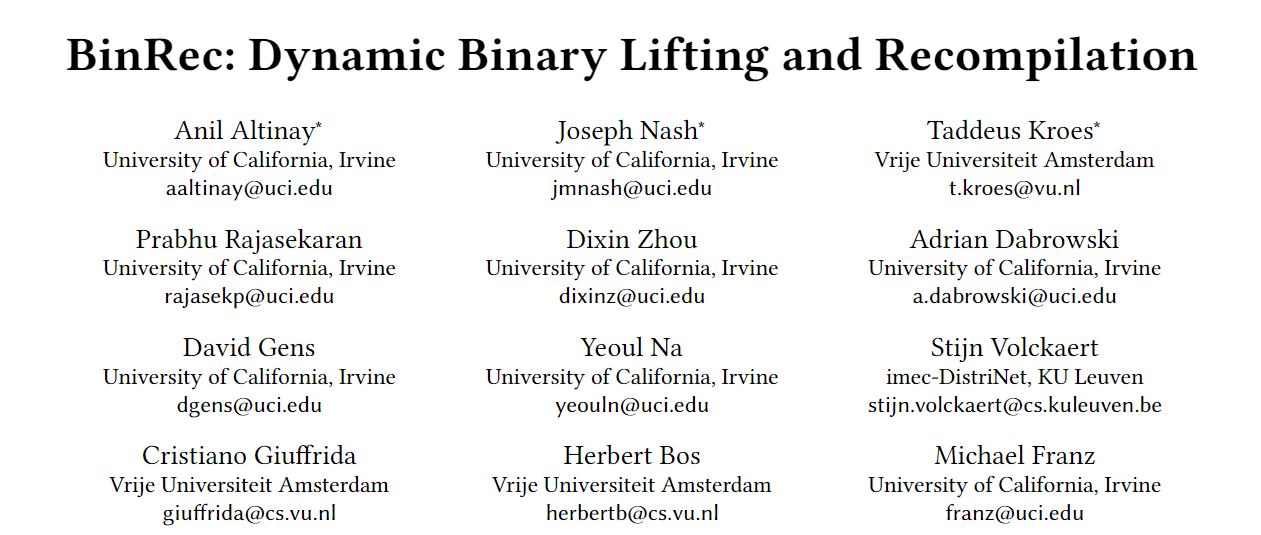 BinRec: Dynamic Binary Lifting and Recompilation
Anil Altinay*
University of California, Irvine
aaltinay@uci.edu
Joseph Nash*
University of California, Irvine
jmnash@uci.edu
Taddeus Kroes*
Vrije Universiteit Amsterdam
t.kroes@vu.nl
Prabhu Rajasekaran
University of California, Irvine
rajasekp@uci.edu
Dixin Zhou
University of California, Irvine
dixinz@uci.edu
Adrian Dabrowski
University of California, Irvine
a.dabrowski@uci.edu
David Gens
University of California, Irvine
dgens@uci.edu
Yeoul Na
University of California, Irvine
yeouln@uci.edu
Stijn Volckaert
imec-DistriNet, KU Leuven
stijn.volckaert@cs.kuleuven.be
Cristiano Giuffrida
Vrije Universiteit Amsterdam
giuffrida@cs.vu.nl
Herbert Bos
Vrije Universiteit Amsterdam
herbertb@cs.vu.nl
Michael Franz
University of California, Irvine
franz@uci.edu